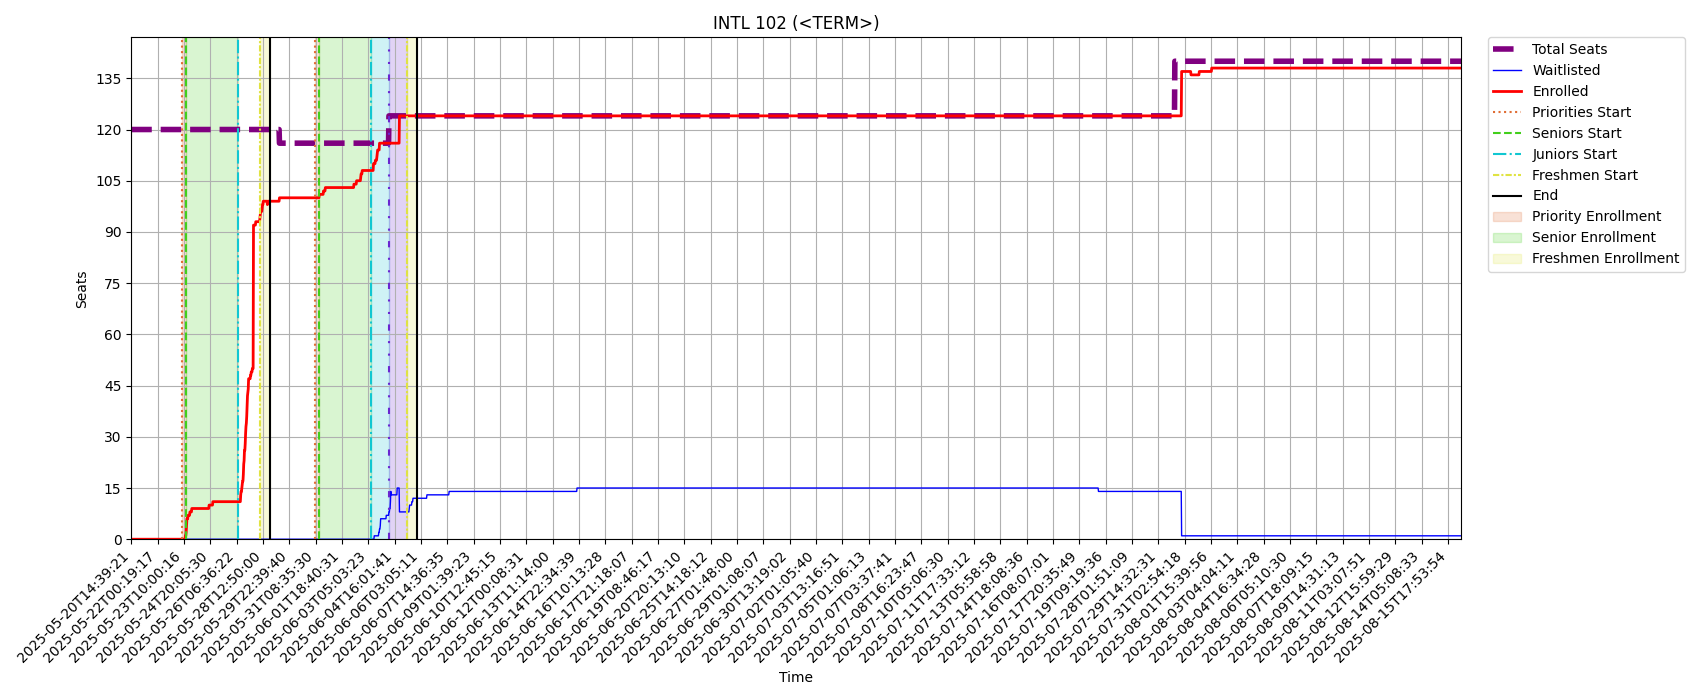 INTL 102 (<TERM>)
Total Seats
Waitlisted
Enrolled
Priorities Start
Seniors Start
Juniors Start
Freshmen Start
End
Priority Enrollment
Senior Enrollment
Freshmen Enrollment
Seats
135
120
105
90
75
60
45
30
15
0
2025-05-20T14:39:21
2025-05-22T00:19:17
2025-05-23T10:00:16
2025-05-24T20:05:30
2025-05-26T06:36:22
2025-05-28T12:50:00
2025-05-29T22:39:40
2025-05-31T08:35:30
2025-06-01T18:40:31
2025-06-03T05:03:23
2025-06-04T16:01:41
2025-06-06T03:05:11
2025-06-07T14:36:35
2025-06-09T01:39:23
2025-06-10T12:45:15
2025-06-12T00:08:31
2025-06-13T11:14:00
2025-06-14T22:34:39
2025-06-16T10:13:28
2025-06-17T21:18:07
2025-06-19T08:46:17
2025-06-20T20:13:10
2025-06-25T14:18:12
2025-06-27T01:48:00
2025-06-29T01:08:07
2025-06-30T13:19:02
2025-07-02T01:05:40
2025-07-03T13:16:51
2025-07-05T01:06:13
2025-07-07T03:37:41
2025-07-08T16:23:47
2025-07-10T05:06:30
2025-07-11T17:33:12
2025-07-13T05:58:58
2025-07-14T18:08:36
2025-07-16T08:07:01
2025-07-17T20:35:49
2025-07-19T09:19:36
2025-07-28T01:51:09
2025-07-29T14:32:31
2025-07-31T02:54:18
2025-08-01T15:39:56
2025-08-03T04:04:11
2025-08-04T16:34:28
2025-08-06T05:10:30
2025-08-07T18:09:15
2025-08-09T14:31:13
2025-08-11T03:07:51
2025-08-12T15:59:29
2025-08-14T05:08:33
2025-08-15T17:53:54
Time